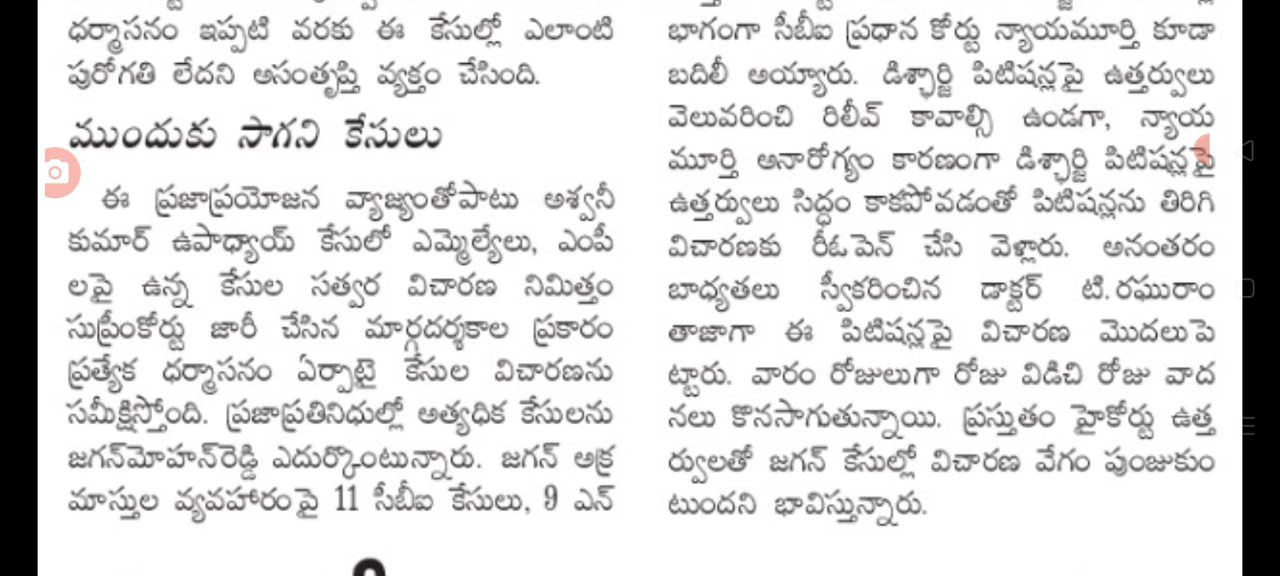 ధర్మాసనం ఇప్పటి వరకు ఈ కేసుల్లో ఎలాంటి
పురోగతి లేదని అసంతృప్తి వ్యక్తం చేసింది.
ముందుకు సాగని కేసులు
ఈ ప్రజాప్రయోజన వ్యాజ్యంతోపాటు అశ్వనీ
కుమార్ ఉపాధ్యాయ్ కేసులో ఎమ్మెల్యేలు, ఎంపీ
లపై ఉన్న కేసుల సత్వర విచారణ నిమిత్తం
సుప్రీంకోర్టు జారీ చేసిన మార్గదర్శకాల ప్రకారం
ప్రత్యేక ధర్మాసనం ఏర్పాటై కేసుల విచారణను
సమీక్షిస్తోంది. ప్రజాప్రతినిధుల్లో అత్యధిక కేసులను
జగన్‌మోహన్‌రెడ్డి ఎదుర్కొంటున్నారు. జగన్ అక్ర
మాస్తుల వ్యవహారంపై 11 సీబీఐ కేసులు, 9 ఎన్
భాగంగా సీబీఐ ప్రధాన కోర్టు న్యాయమూర్తి కూడా
బదిలీ అయ్యారు. డిశ్చార్జి పిటిషన్లపై ఉత్తర్వులు
వెలువరించి రిలీవ్ కావాల్సి ఉండగా, న్యాయ
మూర్తి అనారోగ్యం కారణంగా డిశ్చార్జి పిటిషన్లపై
ఉత్తర్వులు సిద్ధం కాకపోవడంతో పిటిషన్లను తిరిగి
విచారణకు రీఓపెన్ చేసి వెళ్లారు. అనంతరం
బాధ్యతలు స్వీకరించిన డాక్టర్ టి.రఘురాం
తాజాగా ఈ పిటిషన్లపై విచారణ మొదలుపె
ట్టారు. వారం రోజులుగా రోజు విడిచి రోజు వాద
నలు కొనసాగుతున్నాయి. ప్రస్తుతం హైకోర్టు ఉత్త
ర్వులతో జగన్ కేసుల్లో విచారణ వేగం పుంజుకుం
టుందని భావిస్తున్నారు.